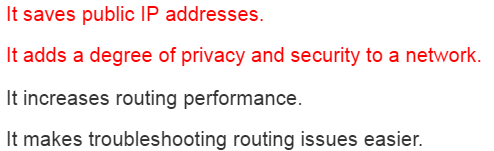 It saves public IP addresses.
It adds a degree of privacy and security to a network.
It increases routing performance.
It makes troubleshooting routing issues easier.